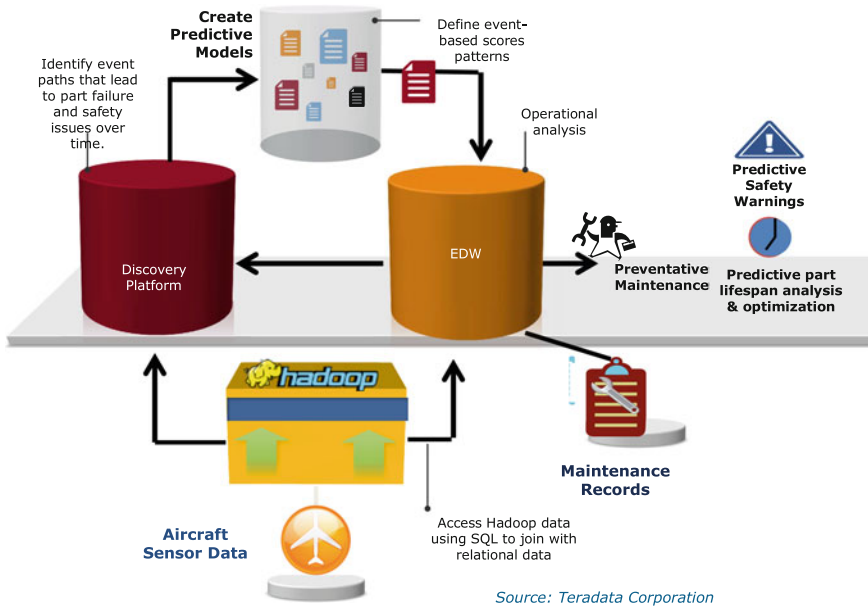 Create
Predictive
Models
Define event-
based scores
patterns
Identify event
paths that lead
to part failure
and safety
issues over
time.
Operational
analysis
Predictive
Safety
Warnings
Discovery
Platform
EDW
Preventative
Maintenance
Predictive part
lifespan analysis
& optimization
hadoop
Maintenance
Records
Aircraft
Sensor Data
Access Hadoop data
using SQL to join with
relational data
Source: Teradata Corporation